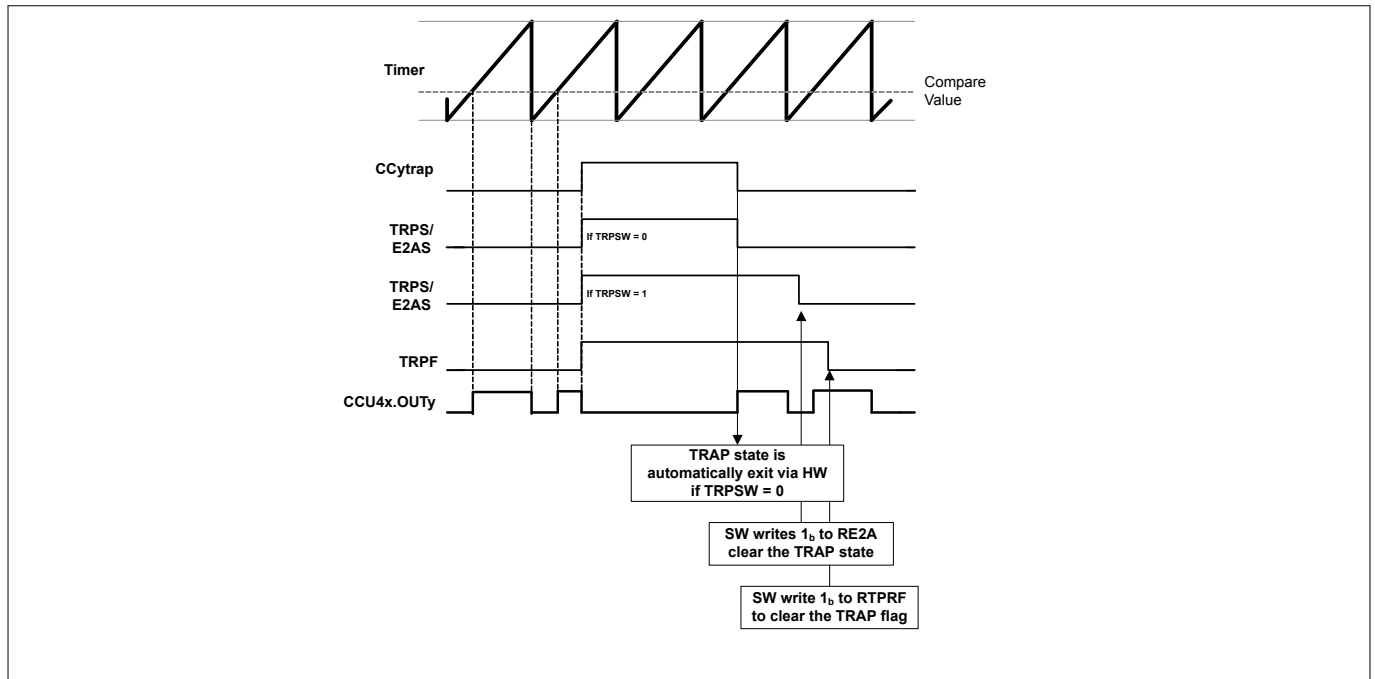 Timer
Compare
Value
CCytrap
TRPS/
E2AS
If TRPSW = 0
TRPS/
E2AS
If TRPSW = 1
TRPF
CCU4x.OUTy
TRAP state is
automatically exit via HW
if TRPSW = 0
SW writes 1b to RE2A
clear the TRAP state
SW write 1b to RTPRF
to clear the TRAP flag